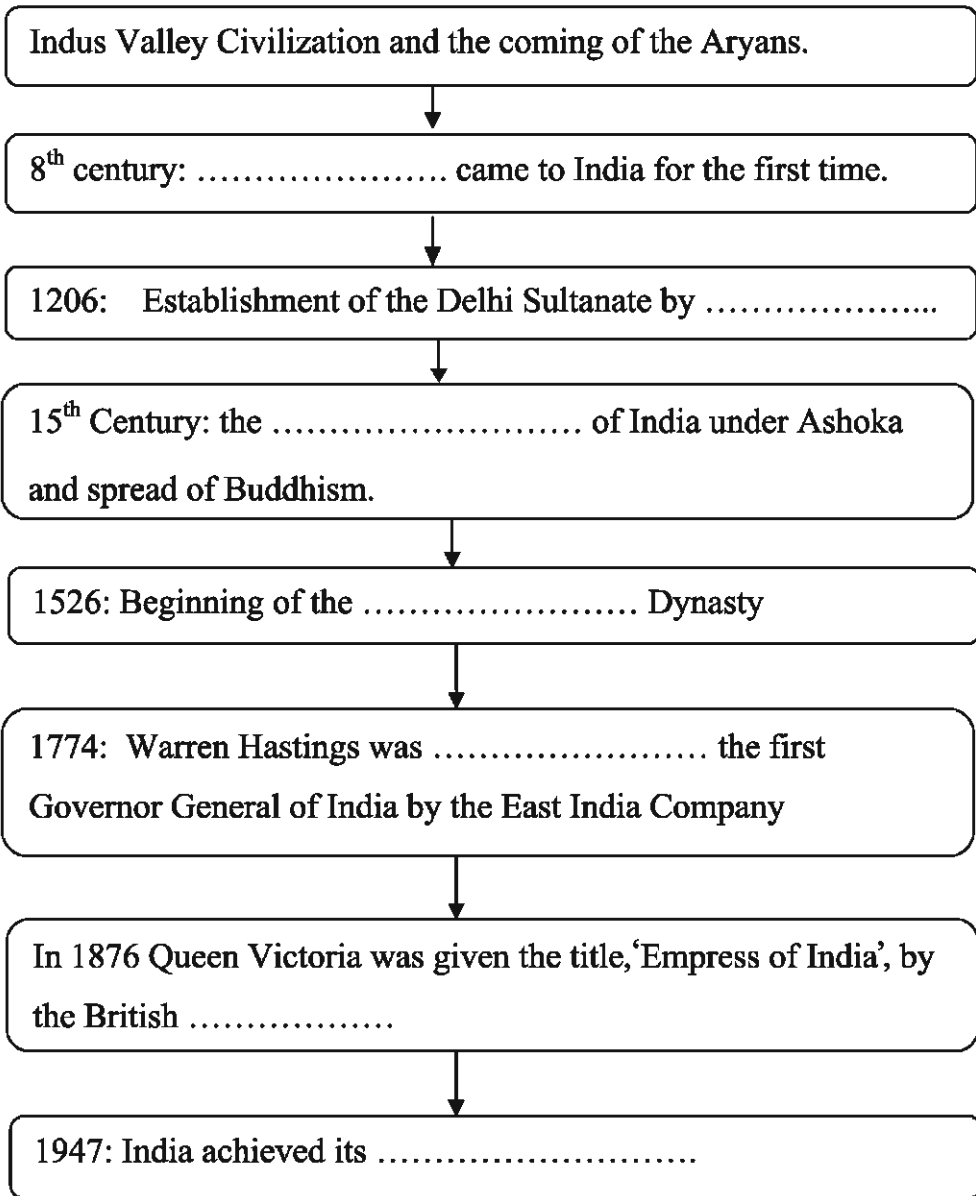 Indus Valley Civilization and the coming of the Aryans.
8th century: …………………… came to India for the first time.
1206: Establishment of the Delhi Sultanate by …………………...
15th Century: the ………………………… of India under Ashoka
and spread of Buddhism.
1526: Beginning of the ……………………… Dynasty
1774: Warren Hastings was ……………………… the first
Governor General of India by the East India Company
In 1876 Queen Victoria was given the title,‘Empress of India’, by
the British ………………
1947: India achieved its ………………………….